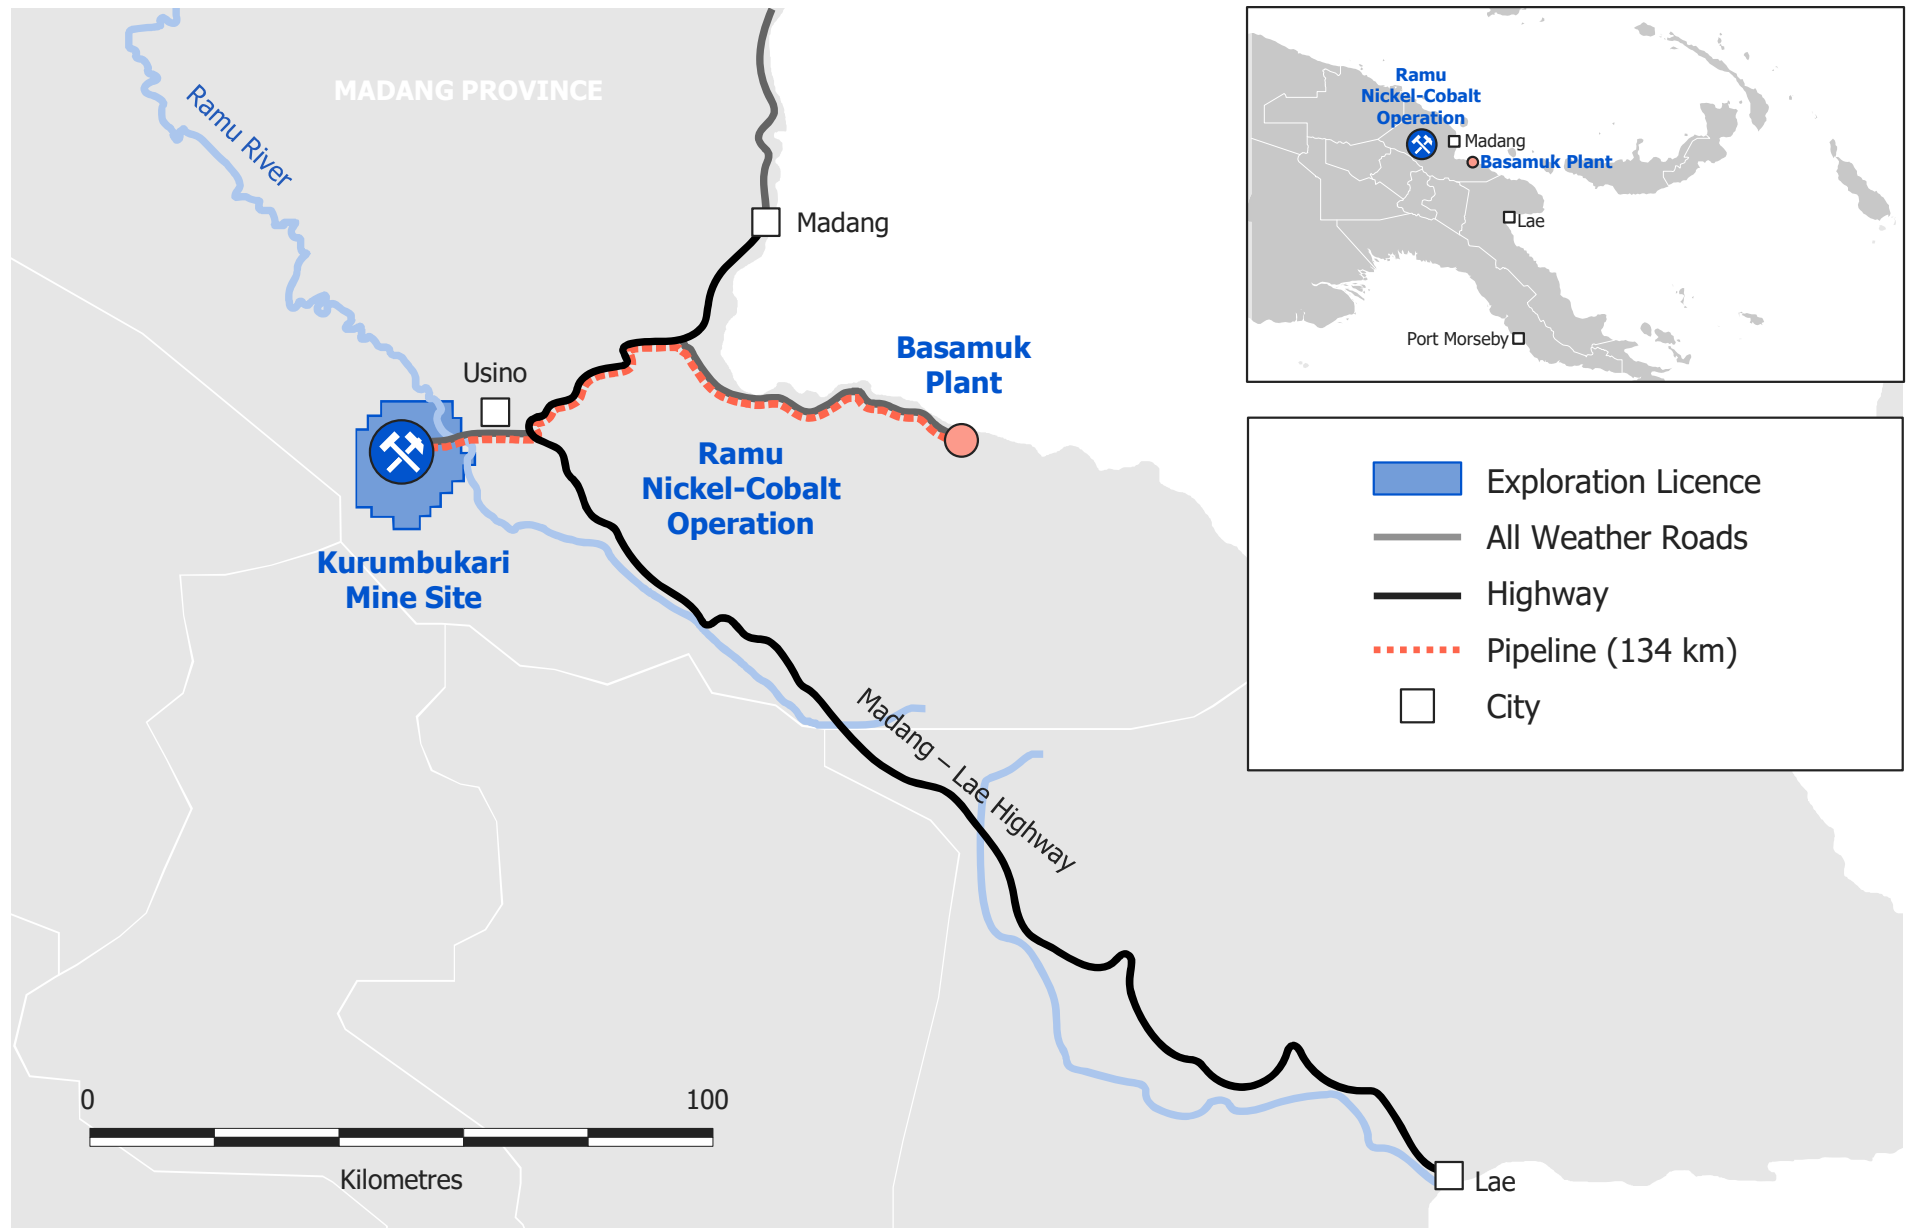 MADANG PROVINCE
Ramu River
Madang
Usino
Basamuk
Plant
Ramu
Nickel-Cobalt
Operation
Kurumbukari
Mine Site
Madang – Lae Highway
Lae
0 100
Kilometres
Ramu
Nickel-Cobalt
Operation
Madang
Basamuk Plant
Lae
Port Morseby
Exploration Licence
All Weather Roads
Highway
Pipeline (134 km)
City